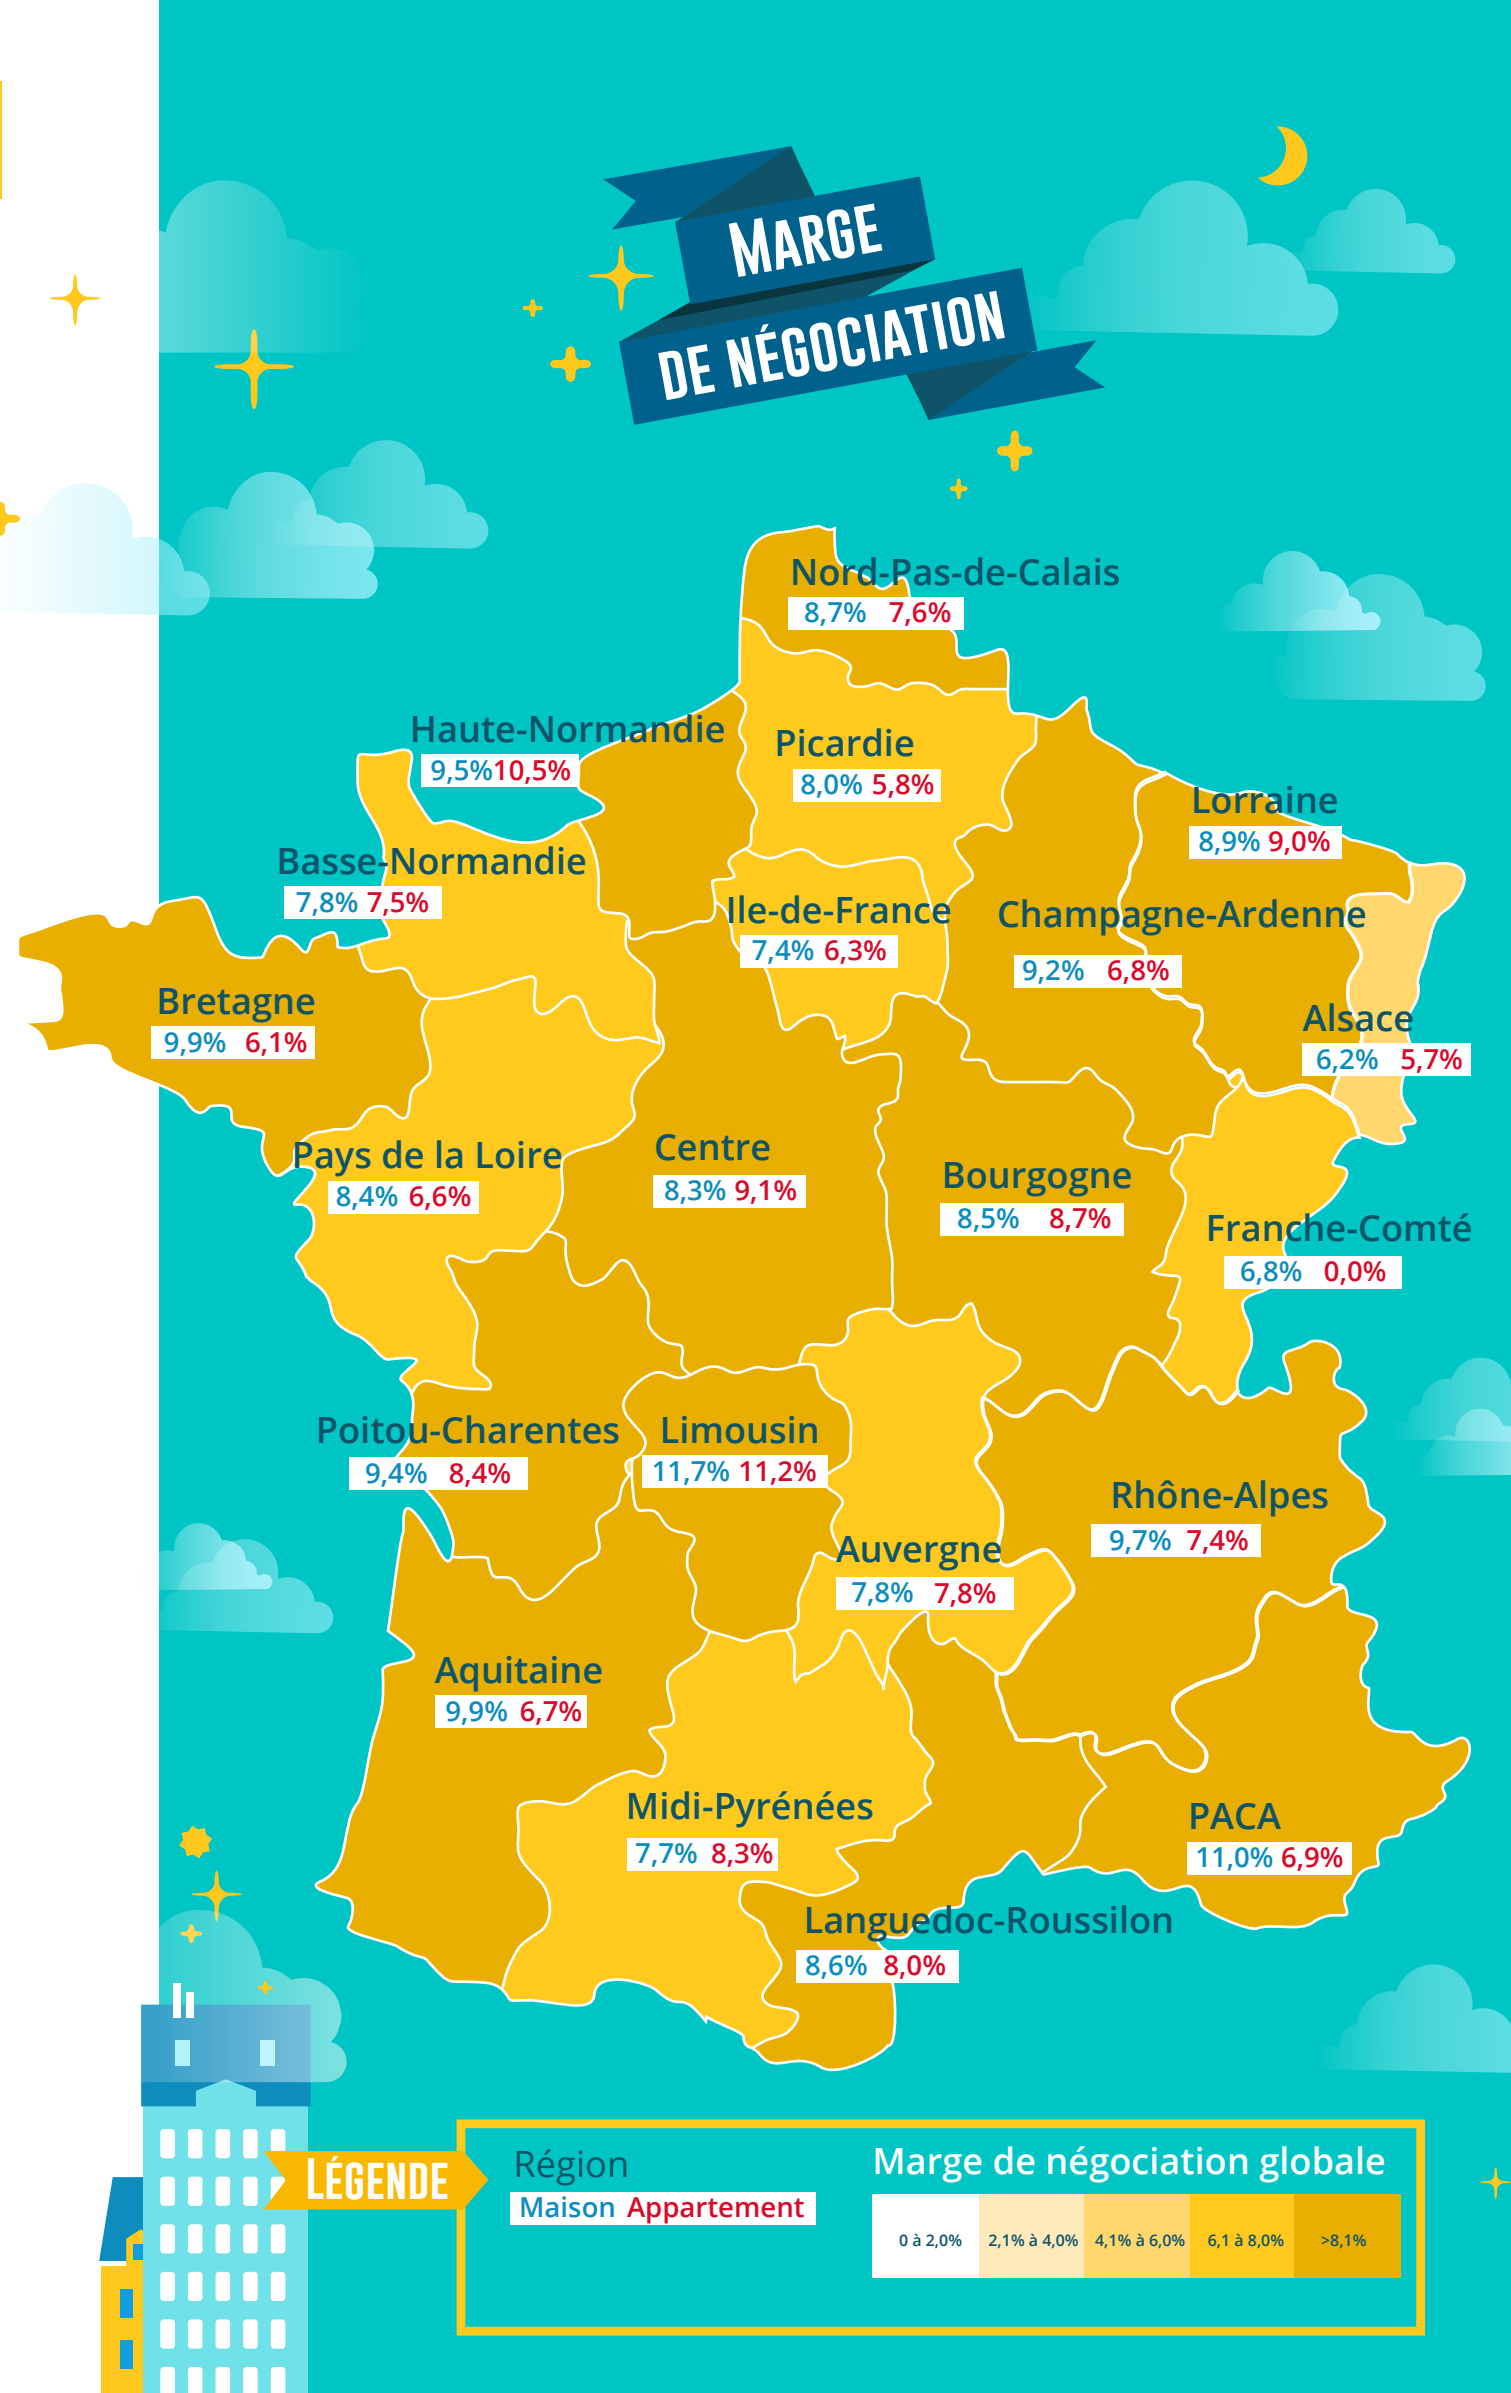 MARGE
DE NÉGOCIATION
Nord-Pas-de-Calais
8,7% 7,6%
Haute-Normandie
9,5%10,5%
Picardie
8,0% 5,8%
Lorraine
8,9% 9,0%
Basse-Normandie
7,8% 7,5%
Ile-de-France
7,4% 6,3%
Champagne-Ardenne
9,2% 6,8%
Bretagne
9,9% 6,1%
Alsace
6,2% 5,7%
Pays de la Loire
8,4% 6,6%
Centre
8,3% 9,1%
Bourgogne
8,5% 8,7%
Franche-Comté
6,8% 0,0%
Poitou-Charentes
9,4% 8,4%
Limousin
11,7% 11,2%
Rhône-Alpes
9,7% 7,4%
Auvergne
7,8% 7,8%
Aquitaine
9,9% 6,7%
Midi-Pyrénées
7,7% 8,3%
PACA
11,0% 6,9%
Languedoc-Roussilon
8,6% 8,0%
LÉGENDE
Région
Maison Appartement
Marge de négociation globale
0 à 2,0% 2,1% à 4,0% 4,1% à 6,0% 6,1 à 8,0% >8,1%